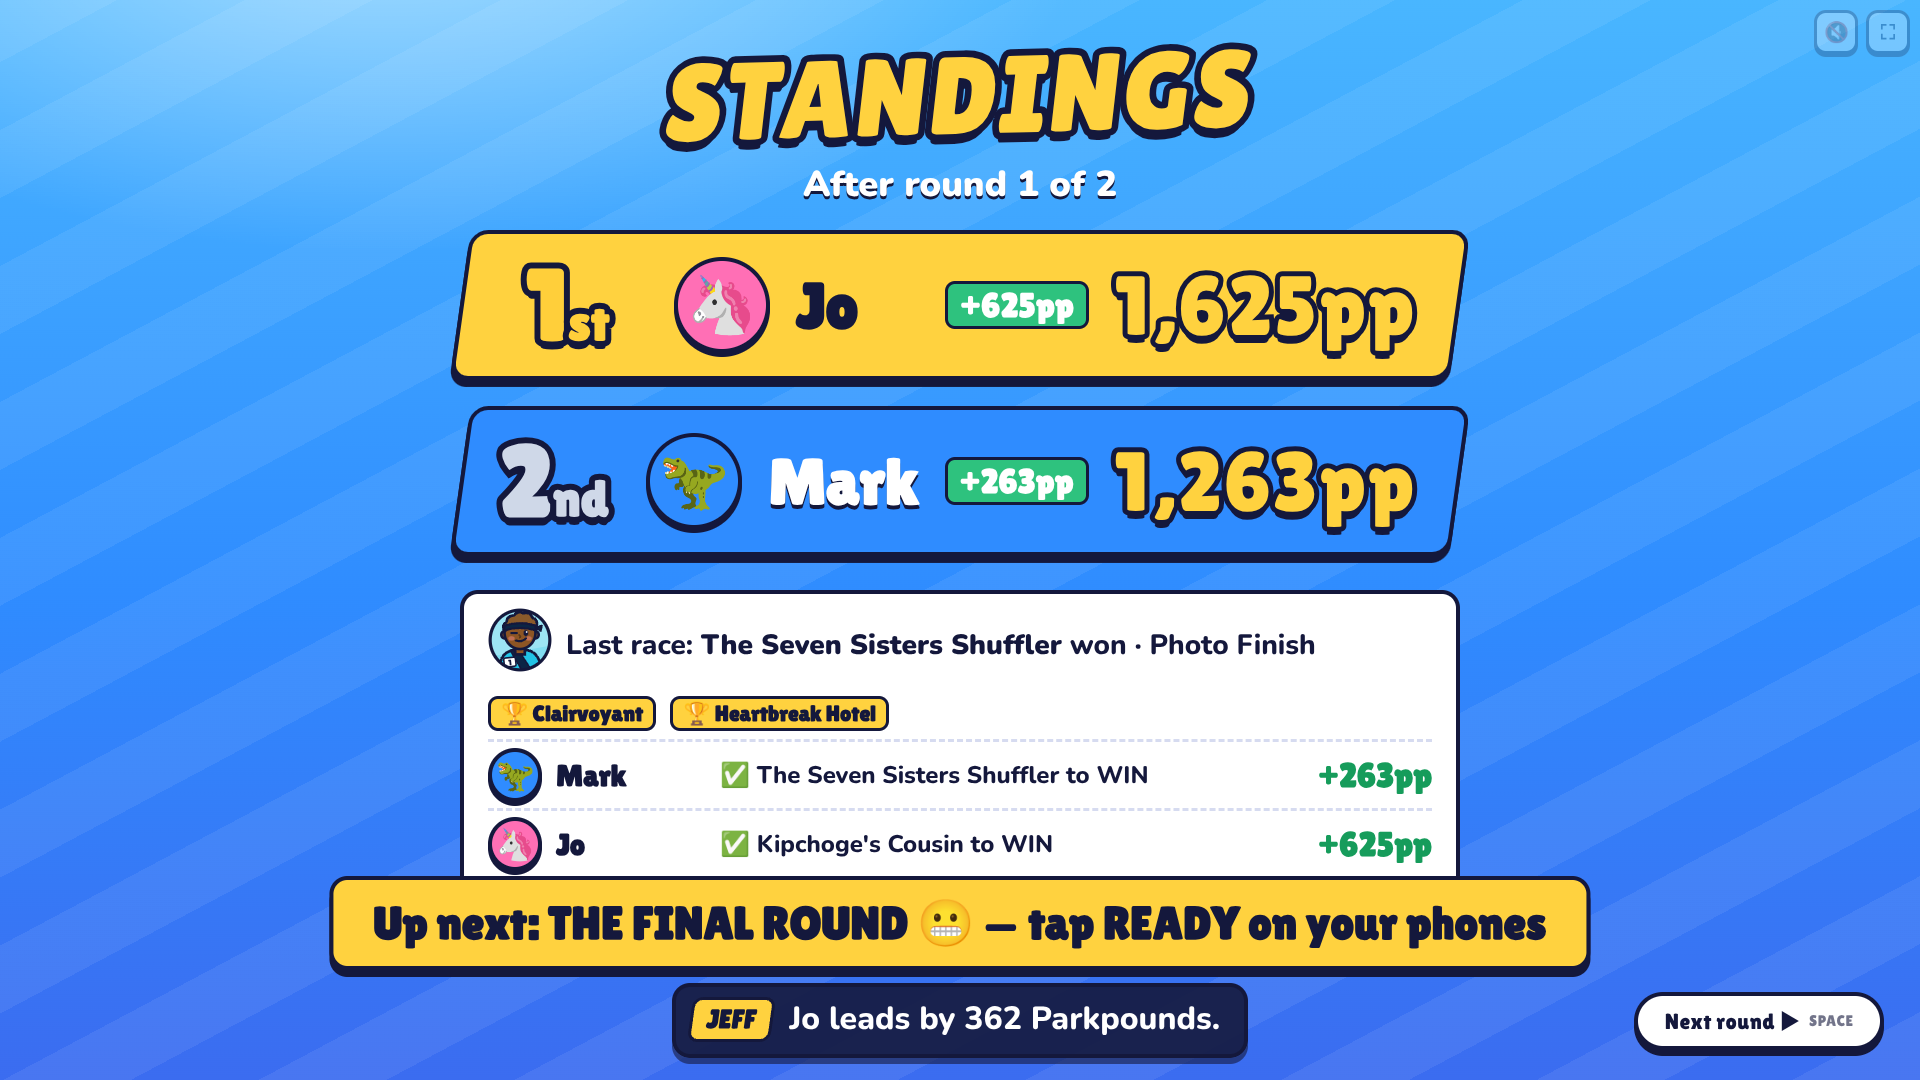 STANDINGS
After round 1 of 2
1st Jo +625pp 1,625pp
2nd Mark +263pp 1,263pp
1
Last race: The Seven Sisters Shuffler won · Photo Finish
🏆 Clairvoyant 🏆 Heartbreak Hotel
Mark ✅ The Seven Sisters Shuffler to WIN +263pp
Jo ✅ Kipchoge's Cousin to WIN +625pp
Up next: THE FINAL ROUND 😬 – tap READY on your phones
JEFF Jo leads by 362 Parkpounds.
Next round ▶ SPACE